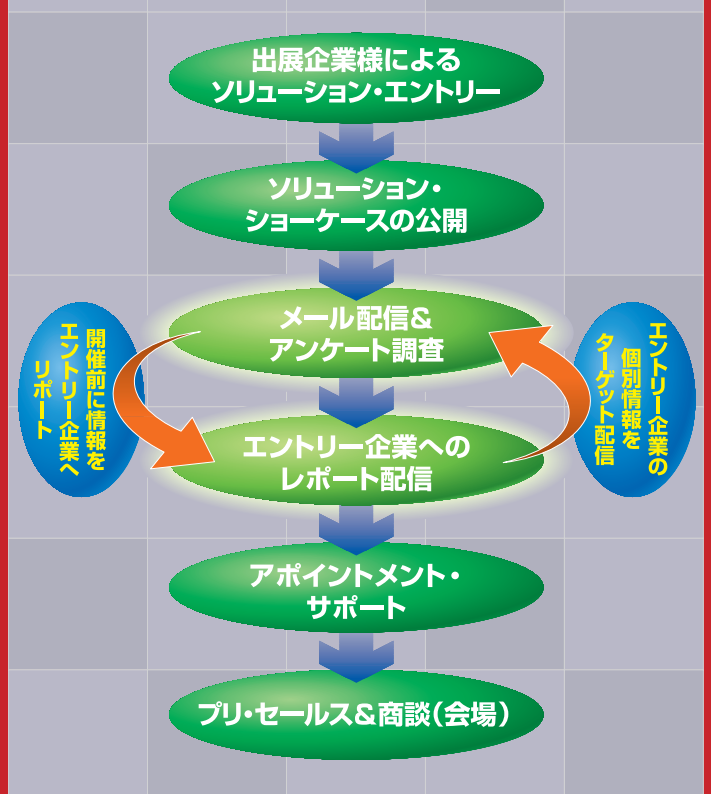 出展企業様による
ソリューション・エントリー
ソリューション・
ショーケースの公開
メール配信&
アンケート調査
開催前に情報を
エントリー企業へ
リポート
エントリー企業の
個別情報を
ターゲット配信
エントリー企業への
レポート配信
アポイントメント・
サポート
プリ・セールス&商談(会場)